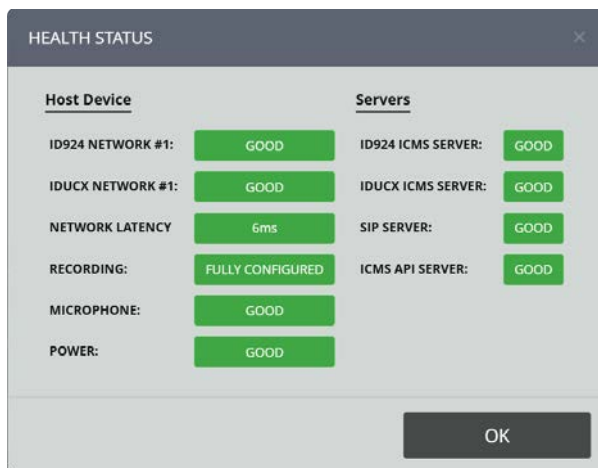 HEALTH STATUS
×
Host Device
ID924 NETWORK #1: GOOD
IDUCX NETWORK #1: GOOD
NETWORK LATENCY 6ms
RECORDING: FULLY CONFIGURED
MICROPHONE: GOOD
POWER: GOOD
Servers
ID924 ICMS SERVER: GOOD
IDUCX ICMS SERVER: GOOD
SIP SERVER: GOOD
ICMS API SERVER: GOOD
OK